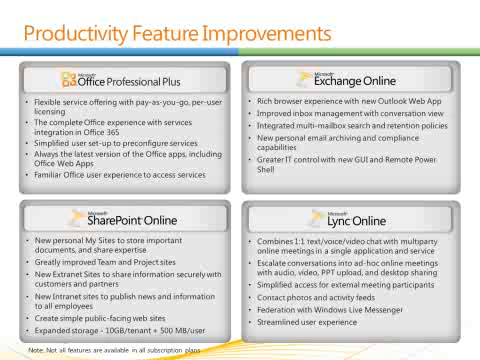 Productivity Feature Improvements
Microsoft
Office Professional Plus
• Flexible service offering with pay-as-you-go, per-user
licensing
• The complete Office experience with services
integration in Office 365
• Simplified user set-up to preconfigure services
• Always the latest version of the Office apps, including
Office Web Apps
• Familiar Office user experience to access services
Microsoft
Exchange Online
• Rich browser experience with new Outlook Web App
• Improved inbox management with conversation view
• Integrated multi-mailbox search and retention policies
• New personal email archiving and compliance
capabilities
• Greater IT control with new GUI and Remote Power
Shell
Microsoft
SharePoint Online
• New personal My Sites to store important
documents, and share expertise
• Greatly improved Team and Project sites
• New Extranet Sites to share information securely with
customers and partners
• New Intranet sites to publish news and information
to all employees
• Create simple public-facing web sites
• Expanded storage - 10GB/tenant + 500 MB/user
Microsoft
Lync Online
• Combines 1:1 text/voice/video chat with multiparty
online meetings in a single application and service
• Escalate conversations into ad-hoc online meetings
with audio, video, PPT upload, and desktop sharing
• Simplified access for external meeting participants
• Contact photos and activity feeds
• Federation with Windows Live Messenger
• Streamlined user experience
Note: Not all features are available in all subscription plans